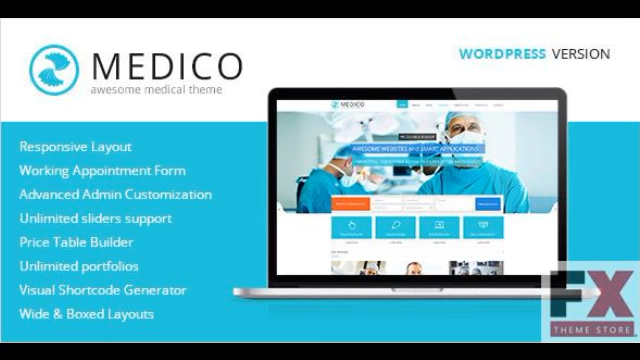 MEDICO
awesome medical theme
WORDPRESS VERSION
Responsive Layout
Working Appointment Form
Advanced Admin Customization
Unlimited sliders support
Price Table Builder
Unlimited portfolios
Visual Shortcode Generator
Wide & Boxed Layouts
MEDICO
AWESOME WEBSITES and SMART APPLICATIONS
FX
THEME STORE